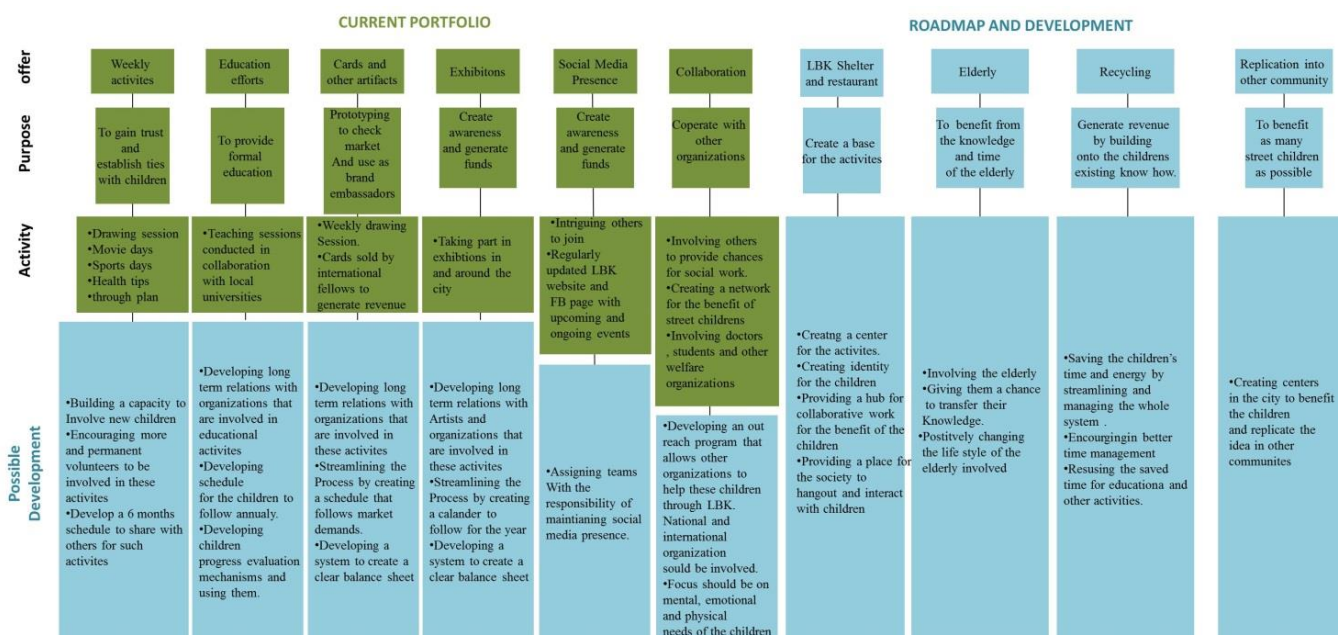 CURRENT PORTFOLIO
ROADMAP AND DEVELOPMENT
offer
Weekly
activites
Education
efforts
Cards and
other artifacts
Exhibitons
Social Media
Presence
Collaboration
LBK Shelter
and restaurant
Elderly
Recycling
Replication into
other community
Purpose
To gain trust
and
establish ties
with children
To provide
formal
education
Prototyping
to check
market
And use as
brand
embassadors
Create
awareness
and generate
funds
Create
awareness
and generate
funds
Coperate with
other
organizations
Create a base
for the activites
To benefit from
the knowledge
and time
of the elderly
Generate revenue
by building
onto the childrens
existing know how.
To benefit
as many
street children
as possible
Activity
•Drawing session
•Movie days
•Sports days
•Health tips
•through plan
•Teaching sessions
conducted in
collaboration
with local
universities
•Weekly drawing
Session.
•Cards sold by
international
fellows to
generate revenue
•Taking part in
exhibtions in
and around the
city
•Intriguing others
to join
•Regularly
updated LBK
website and
FB page with
upcoming and
ongoing events
•Involving others
to provide chances
for social work.
•Creating a network
for the benefit of
street childrens
•Involving doctors
, students and other
welfare
organizations
Possible
Development
•Building a capacity to
Involve new children
•Encouraging more
and permanent
volunteers to be
involved in these
activites
•Develop a 6 months
schedule to share with
others for such
activites
•Developing long
term relations with
organizations that
are involved in
educational
activites
•Developing
schedule
for the children to
follow annualy.
•Developing
children
progress evaluation
mechanisms and
using them.
•Developing long
term relations with
organizations that
are involved in
these activites
•Streamlining the
Process by creating
a schedule that
follows market
demands.
•Developing a
system to create a
clear balance sheet
•Developing long
term relations with
Artists and
organizations that
are involved in
these activites
•Streamlining the
Process by creating
a calander to
follow for the year
•Developing a
system to create a
clear balance sheet
•Assigning teams
With the
responsibility of
maintianing social
media presence.
•Developing an out
reach program that
allows other
organizations to
help these children
through LBK.
National and
international
organization
sould be involved.
•Focus should be on
mental, emotional
and physical
needs of the children
•Creatng a center
for the activites.
•Creating identity
for the children
•Providing a hub for
collaborative work
for the benefit of the
children
•Providing a place for
the society to
hangout and interact
with children
•Involving the elderly
•Giving them a chance
to transfer their
Knowledge.
•Postitvely changing
the life style of the
elderly involved
•Saving the children's
time and energy by
streamlining and
managing the whole
system .
•Encourgingin better
time management
•Resusing the saved
time for educationa and
other activities.
•Creating centers
in the city to benefit
the children
and replicate the
idea in other
communites